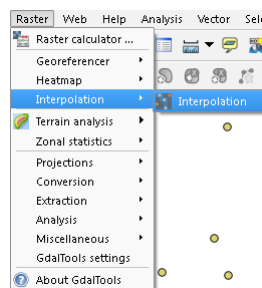 Raster Web Help Analysis Vector
Raster calculator ...
Georeferencer
Heatmap
Interpolation
Interpolation
Terrain analysis
Zonal statistics
Projections
Conversion
Extraction
Analysis
Miscellaneous
GdalTools settings
About GdalTools